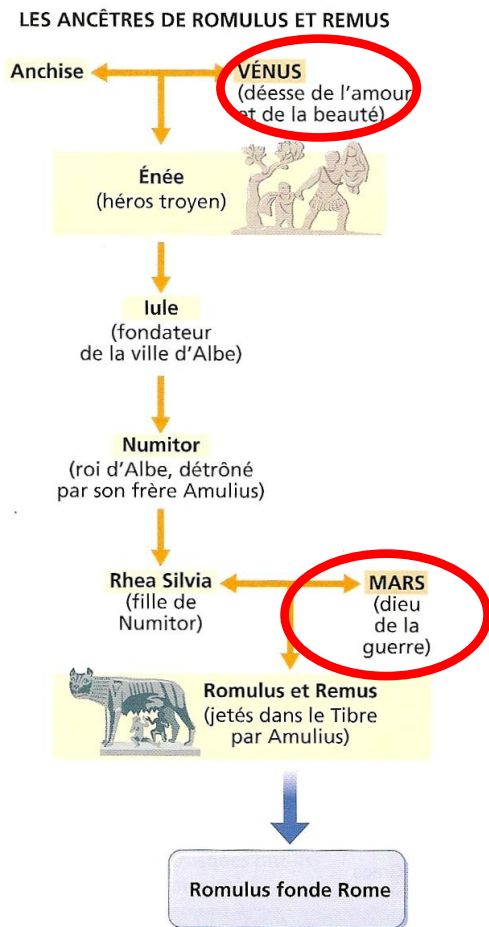 LES ANCÊTRES DE ROMULUS ET REMUS
Anchise
VÉNUS
(déesse de l'amour
et de la beauté)
Énée
(héros troyen)
Iule
(fondateur
de la ville d'Albe)
Numitor
(roi d'Albe, détrôné
par son frère Amulius)
Rhea Silvia
(fille de
Numitor)
MARS
(dieu
de la
guerre)
Romulus et Remus
(jetés dans le Tibre
par Amulius)
Romulus fonde Rome